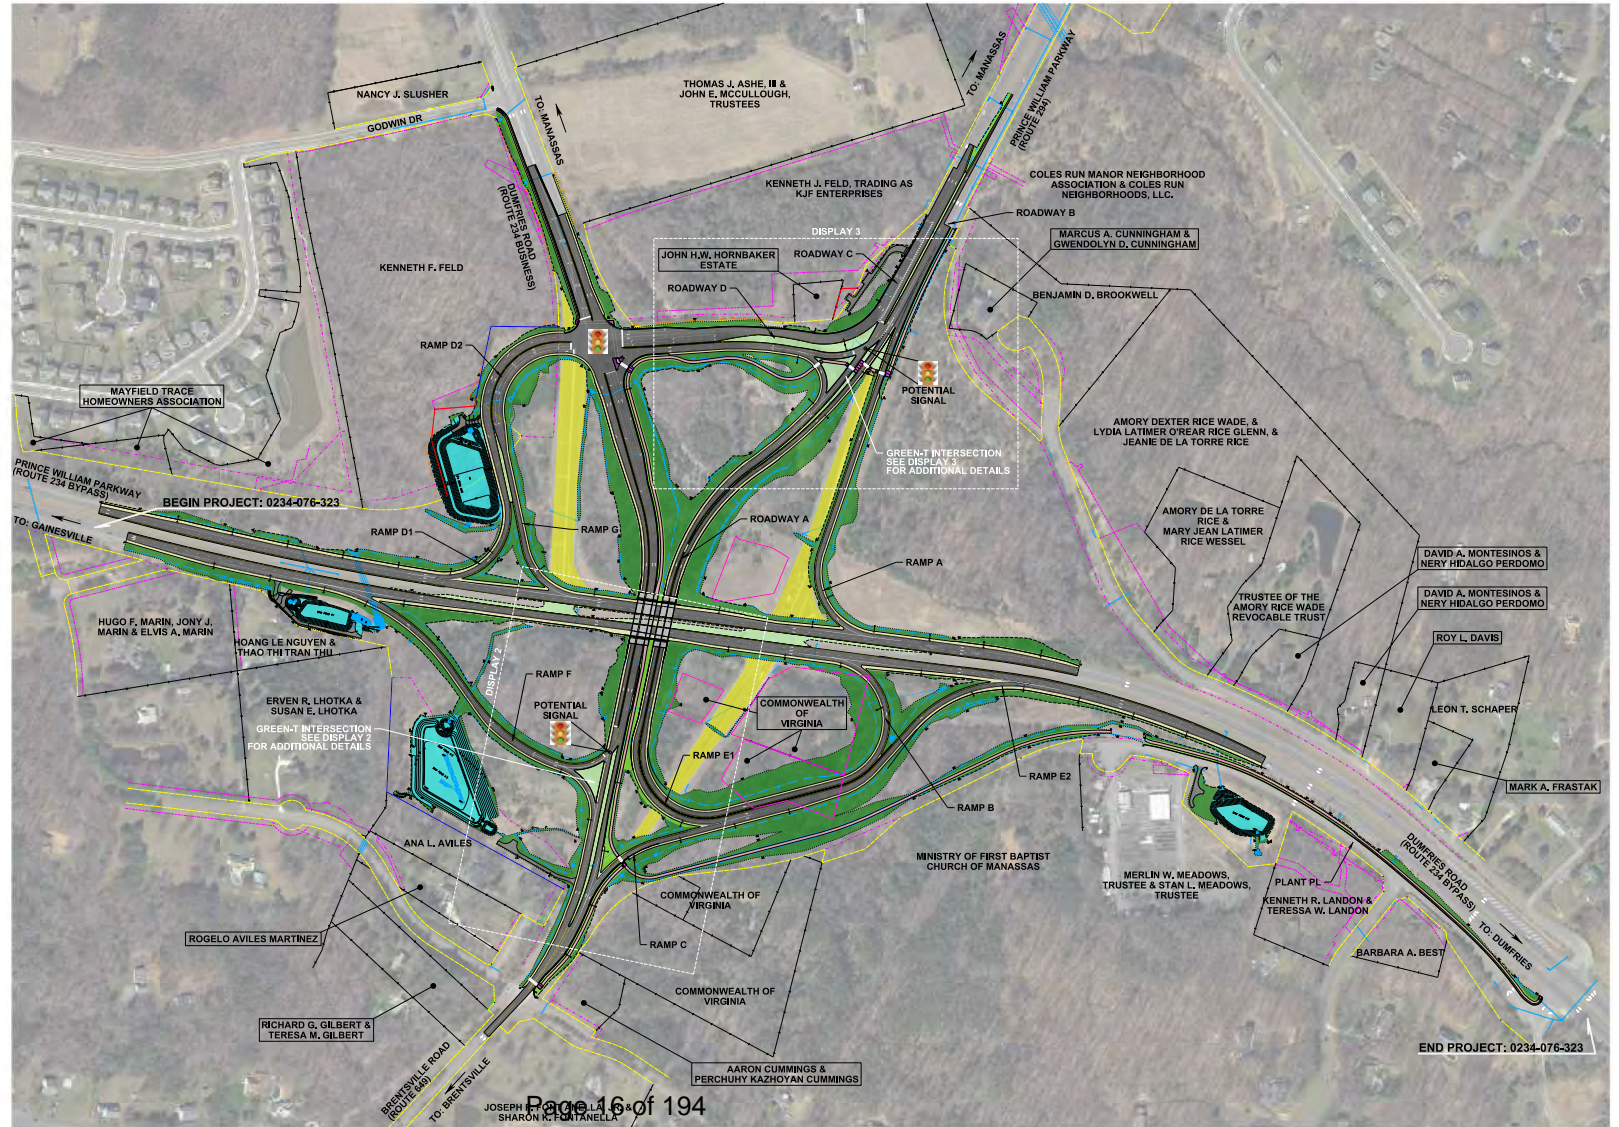 NANCY J. SLUSHER
GODWIN DR
TO: MANASSAS
THOMAS J. ASHE, III &
JOHN E. MCCULLOUGH,
TRUSTEES
TO: MANASSAS
PRINCE WILLIAM PARKWAY
(ROUTE 294)
DUMFRIES ROAD
(ROUTE 234 BUSINESS)
KENNETH J. FELD, TRADING AS
KJF ENTERPRISES
COLES RUN MANOR NEIGHBORHOOD
ASSOCIATION & COLES RUN
NEIGHBORHOODS, LLC.
ROADWAY B
MARCUS A. CUNNINGHAM &
GWENDOLYN D. CUNNINGHAM
DISPLAY 3
JOHN H.W. HORNBAKER
ESTATE
ROADWAY C
ROADWAY D
KENNETH F. FELD
BENJAMIN D. BROOKWELL
RAMP D2
POTENTIAL
SIGNAL
MAYFIELD TRACE
HOMEOWNERS ASSOCIATION
AMORY DEXTER RICE WADE, &
LYDIA LATIMER O'REAR RICE GLENN, &
JEANIE DE LA TORRE RICE
GREEN-T INTERSECTION
SEE DISPLAY 3
FOR ADDITIONAL DETAILS
PRINCE WILLIAM PARKWAY
(ROUTE 234 BYPASS)
BEGIN PROJECT: 0234-076-323
TO: GAINESVILLE
RAMP D1
RAMP G
ROADWAY A
RAMP A
AMORY DE LA TORRE
RICE &
MARY JEAN LATIMER
RICE WESSEL
DAVID A. MONTESINOS &
NERY HIDALGO PERDOMO
DAVID A. MONTESINOS &
NERY HIDALGO PERDOMO
TRUSTEE OF THE
AMORY RICE WADE
REVOCABLE TRUST
ROY L. DAVIS
HUGO F. MARIN, JONY J.
MARIN & ELVIS A. MARIN
HOANG LE NGUYEN &
THAO THI TRAN THU
DISPLAY 2
RAMP F
POTENTIAL
SIGNAL
ERVEN R. LHOTKA &
SUSAN E. LHOTKA
GREEN-T INTERSECTION
SEE DISPLAY 2
FOR ADDITIONAL DETAILS
COMMONWEALTH
OF
VIRGINIA
LEON T. SCHAPER
RAMP E1
RAMP E2
RAMP B
MARK A. FRASTAK
ANA L. AVILES
MINISTRY OF FIRST BAPTIST
CHURCH OF MANASSAS
MERLIN W. MEADOWS,
TRUSTEE & STAN L. MEADOWS,
TRUSTEE
PLANT PL
KENNETH R. LANDON &
TERESSA W. LANDON
DUMFRIES ROAD
(ROUTE 234 BYPASS)
TO: DUMFRIES
COMMONWEALTH OF
VIRGINIA
ROGELO AVILES MARTINEZ
RAMP C
BARBARA A. BEST
COMMONWEALTH OF
VIRGINIA
RICHARD G. GILBERT &
TERESA M. GILBERT
END PROJECT: 0234-076-323
BRENTSVILLE ROAD
(ROUTE 649)
TO: BRENTSVILLE
AARON CUMMINGS &
PERCHUHY KAZHOYAN CUMMINGS
JOSEPH P. FONTANELLA, JR. &
SHARON K. FONTANELLA
Page 16 of 194